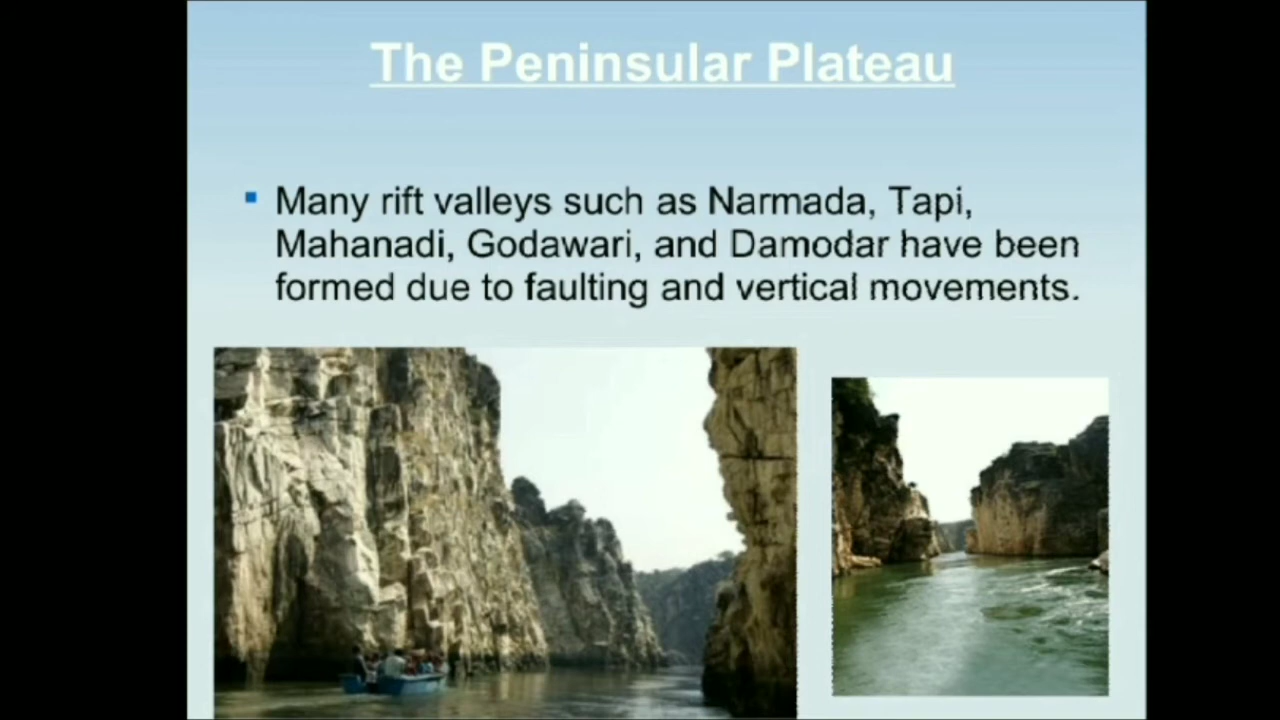 The Peninsular Plateau
Many rift valleys such as Narmada, Tapi,
Mahanadi, Godawari, and Damodar have been
formed due to faulting and vertical movements.